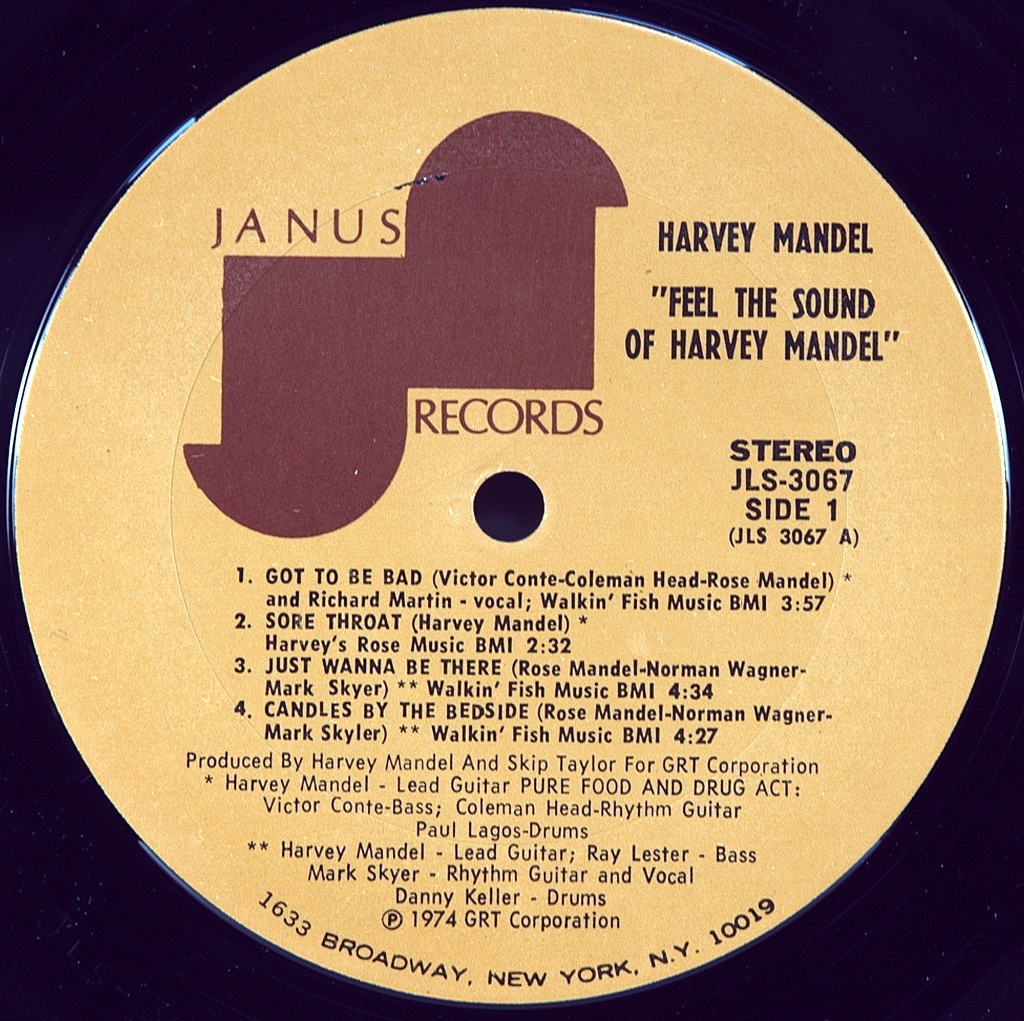 JANUS
RECORDS
HARVEY MANDEL
"FEEL THE SOUND
OF HARVEY MANDEL"
STEREO
JLS-3067
SIDE 1
(JLS 3067 A)
1. GOT TO BE BAD (Victor Conte-Coleman Head-Rose Mandel) *
and Richard Martin - vocal; Walkin' Fish Music BMI 3:57
2. SORE THROAT (Harvey Mandel) *
Harvey's Rose Music BMI 2:32
3. JUST WANNA BE THERE (Rose Mandel-Norman Wagner-
Mark Skyer) ** Walkin' Fish Music BMI 4:34
4. CANDLES BY THE BEDSIDE (Rose Mandel-Norman Wagner-
Mark Skyler) ** Walkin' Fish Music BMI 4:27
Produced By Harvey Mandel And Skip Taylor For GRT Corporation
* Harvey Mandel - Lead Guitar PURE FOOD AND DRUG ACT:
Victor Conte-Bass; Coleman Head-Rhythm Guitar
Paul Lagos-Drums
** Harvey Mandel - Lead Guitar; Ray Lester - Bass
Mark Skyer - Rhythm Guitar and Vocal
Danny Keller - Drums
℗ 1974 GRT Corporation
1633 BROADWAY, NEW YORK, N.Y. 10019